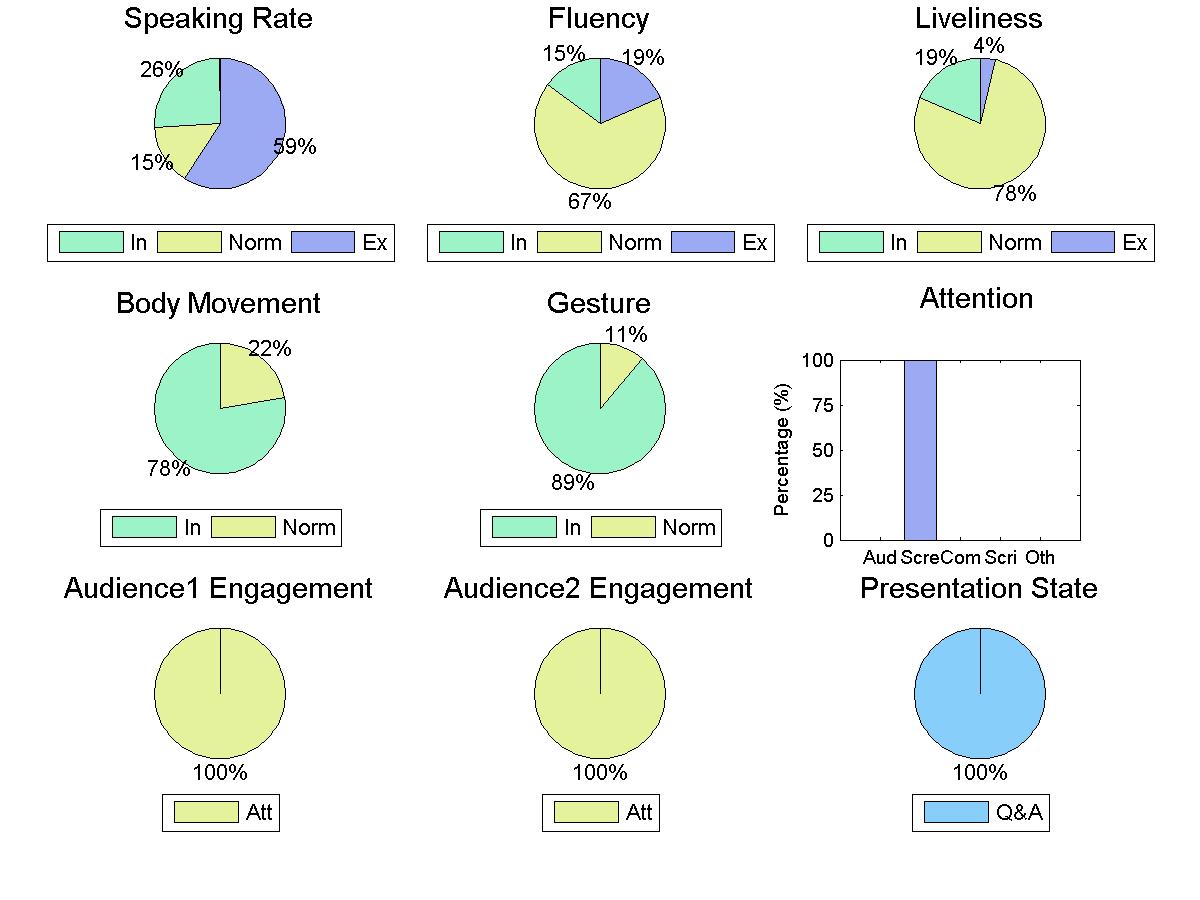 Speaking Rate
26%
59%
15%
In Norm Ex
Fluency
15%
19%
67%
In Norm Ex
Liveliness
19%
4%
78%
In Norm Ex
Body Movement
22%
78%
In Norm
Gesture
11%
89%
In Norm
Attention
Percentage (%)
100
75
50
25
0
Aud Scre Com Scri Oth
Audience1 Engagement
100%
Att
Audience2 Engagement
100%
Att
Presentation State
100%
Q&A